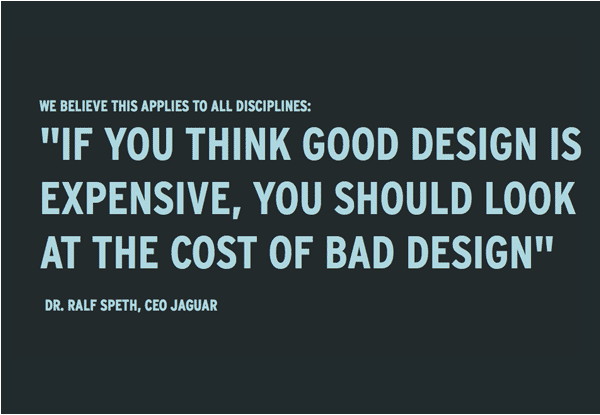 WE BELIEVE THIS APPLIES TO ALL DISCIPLINES:
"IF YOU THINK GOOD DESIGN IS
EXPENSIVE, YOU SHOULD LOOK
AT THE COST OF BAD DESIGN"
DR. RALF SPETH, CEO JAGUAR